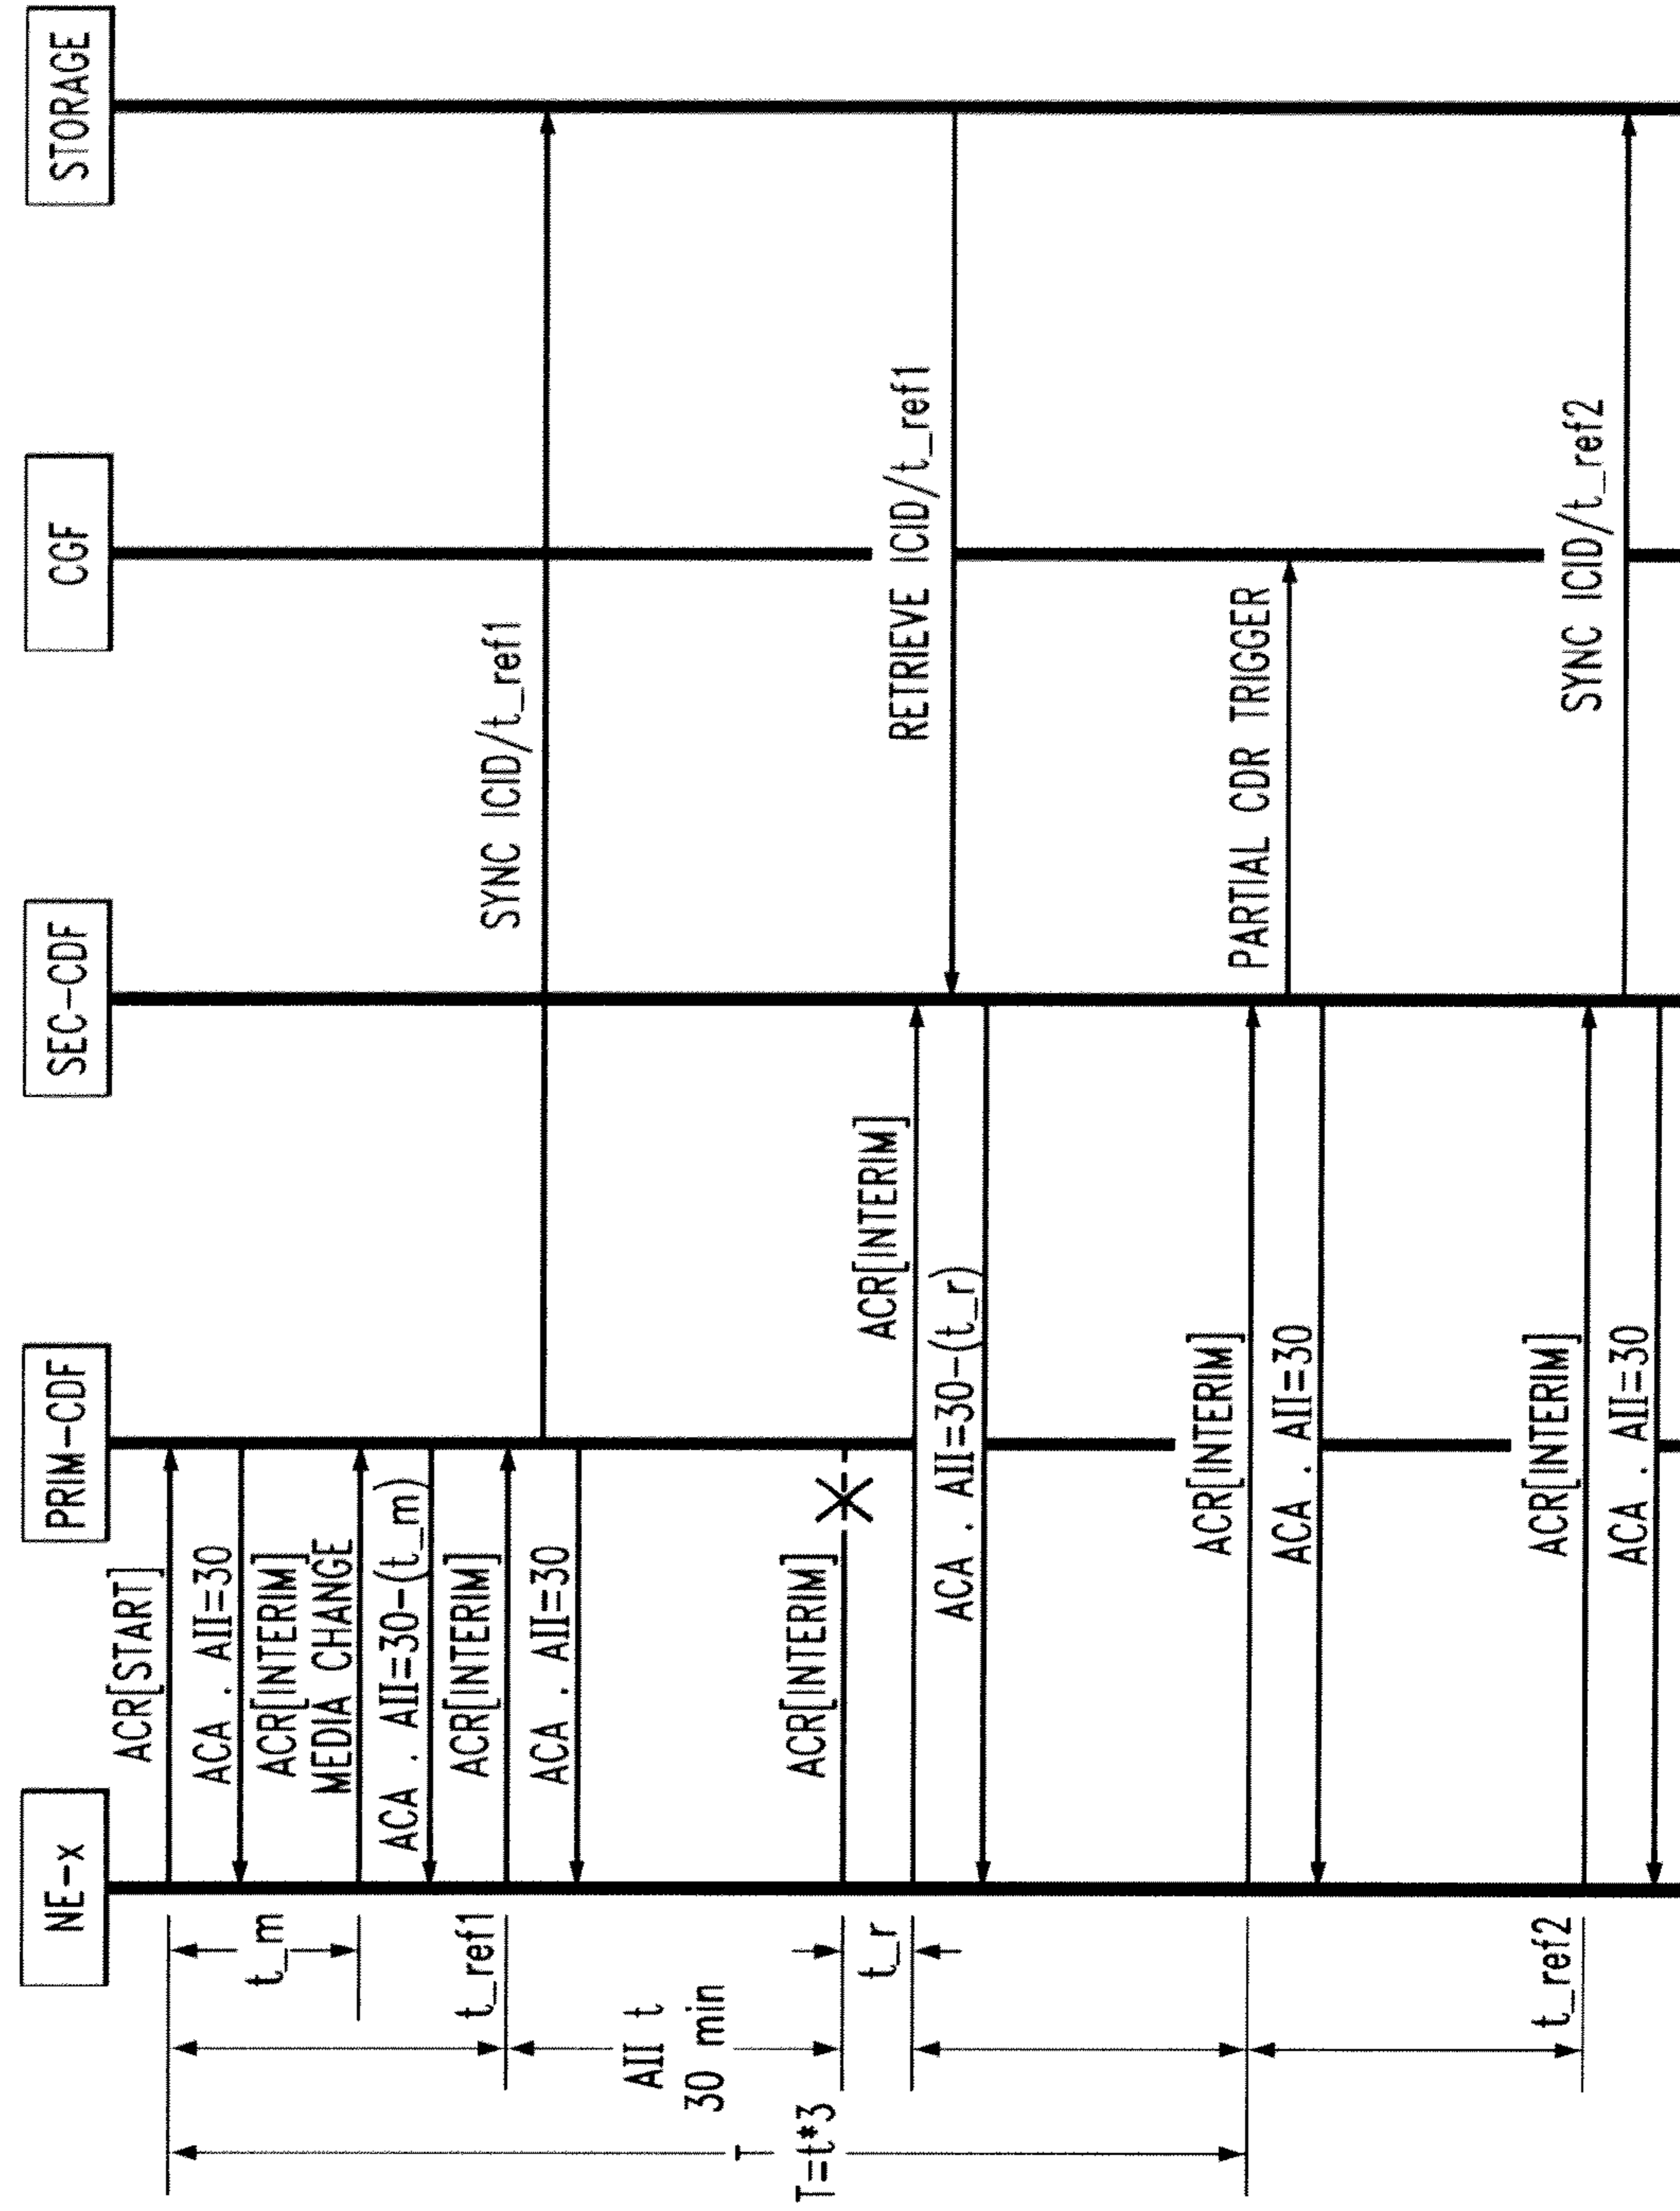 NE-x
PRIM-CDF
SEC-CDF
CGF
STORAGE
ACR[START]
ACA . AII=30
t_m
ACR[INTERIM]
MEDIA CHANGE
ACA . AII=30-(t_m)
t_ref1
ACR[INTERIM]
SYNC ICID/t_ref1
ACA . AII=30
AII t
30 min
T
T=t*3
ACR[INTERIM]
t_r
ACR[INTERIM]
RETRIEVE ICID/t_ref1
ACA . AII=30-(t_r)
ACR[INTERIM]
PARTIAL CDR TRIGGER
ACA . AII=30
t_ref2
ACR[INTERIM]
SYNC ICID/t_ref2
ACA . AII=30